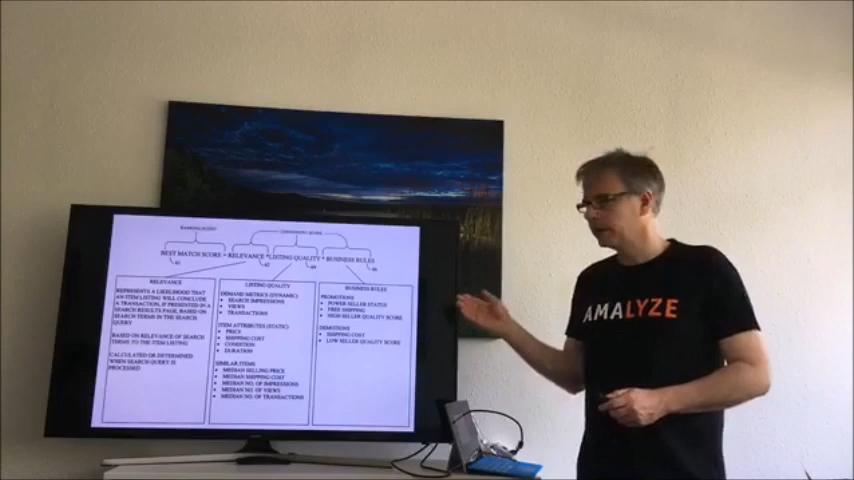 RANKING SCORE
BEST MATCH SCORE = RELEVANCE *LISTING QUALITY * BUSINESS RULES
RELEVANCE
REPRESENTS A LIKELIHOOD THAT
AN ITEM LISTING WILL CONCLUDE
A TRANSACTION, IF PRESENTED IN A
SEARCH RESULTS PAGE, BASED ON
SEARCH TERMS IN THE SEARCH
QUERY
BASED ON RELEVANCE OF SEARCH
TERMS TO THE ITEM LISTING
CALCULATED OR DETERMINED
WHEN SEARCH QUERY IS
PROCESSED
LISTING QUALITY
DEMAND METRICS (DYNAMIC)
• SEARCH IMPRESSIONS
• VIEWS
• TRANSACTIONS
ITEM ATTRIBUTES (STATIC)
• PRICE
• SHIPPING COST
• CONDITION
• DURATION
SIMILAR ITEMS
• MEDIAN SELLING PRICE
• MEDIAN SHIPPING COST
• MEDIAN NO. OF IMPRESSIONS
• MEDIAN NO. OF VIEWS
• MEDIAN NO. OF TRANSACTIONS
BUSINESS RULES
PROMOTIONS
• POWER SELLER STATUS
• FREE SHIPPING
• HIGH SELLER QUALITY SCORE
DEMOTIONS
• SHIPPING COST
• LOW SELLER QUALITY SCORE
AMALYZE